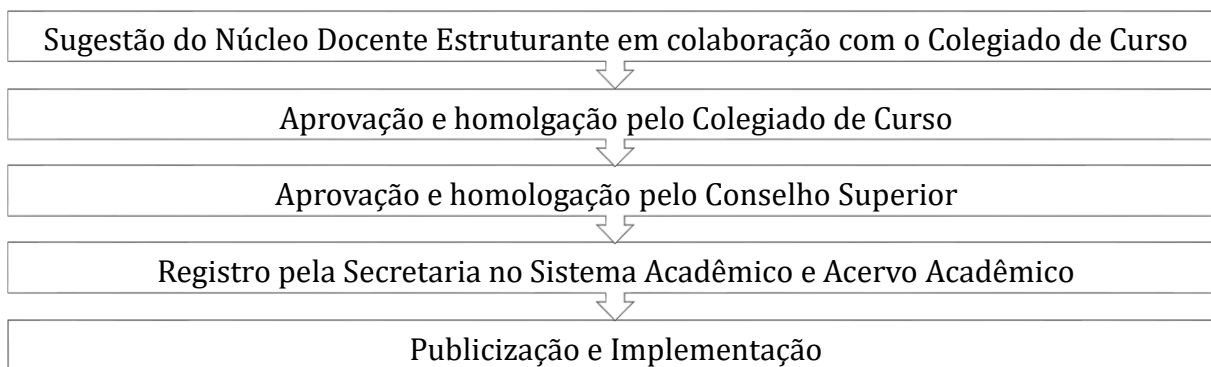 Sugestão do Núcleo Docente Estruturante em colaboração com o Colegiado de Curso
Aprovação e homolgação pelo Colegiado de Curso
Aprovação e homologação pelo Conselho Superior
Registro pela Secretaria no Sistema Acadêmico e Acervo Acadêmico
Publicização e Implementação